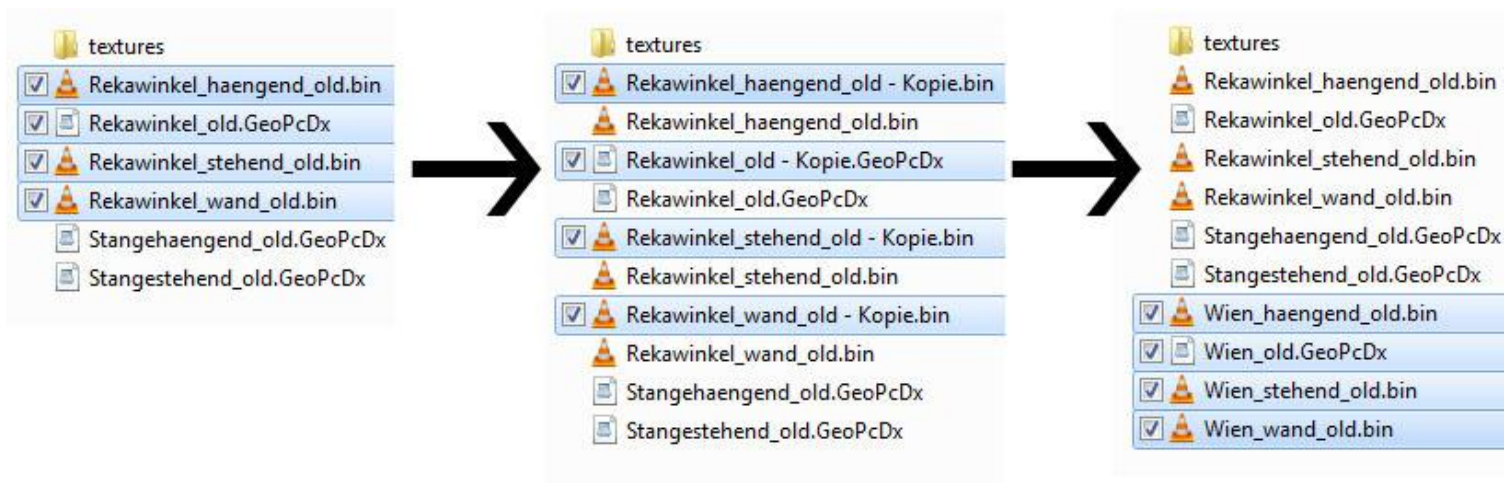 textures
Rekawinkel_haengend_old.bin
Rekawinkel_old.GeoPcDx
Rekawinkel_stehend_old.bin
Rekawinkel_wand_old.bin
Stangehaengend_old.GeoPcDx
Stangestehend_old.GeoPcDx
textures
Rekawinkel_haengend_old - Kopie.bin
Rekawinkel_haengend_old.bin
Rekawinkel_old - Kopie.GeoPcDx
Rekawinkel_old.GeoPcDx
Rekawinkel_stehend_old - Kopie.bin
Rekawinkel_stehend_old.bin
Rekawinkel_wand_old - Kopie.bin
Rekawinkel_wand_old.bin
Stangehaengend_old.GeoPcDx
Stangestehend_old.GeoPcDx
textures
Rekawinkel_haengend_old.bin
Rekawinkel_old.GeoPcDx
Rekawinkel_stehend_old.bin
Rekawinkel_wand_old.bin
Stangehaengend_old.GeoPcDx
Stangestehend_old.GeoPcDx
Wien_haengend_old.bin
Wien_old.GeoPcDx
Wien_stehend_old.bin
Wien_wand_old.bin